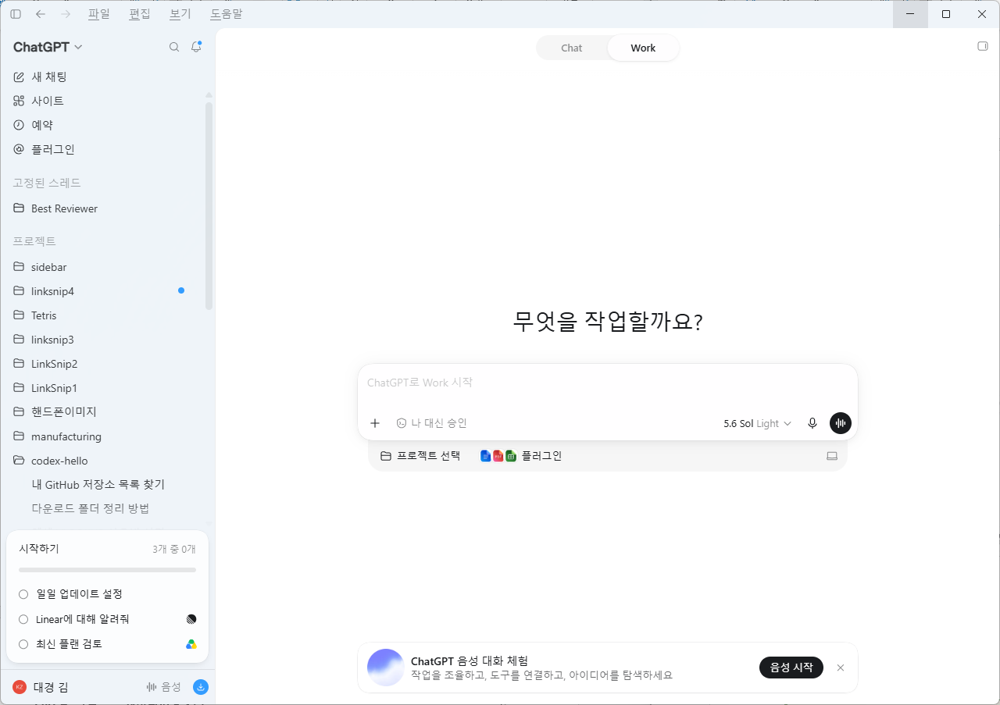 파일 편집 보기 도움말
ChatGPT
Chat Work
새 채팅
사이트
예약
플러그인
고정된 스레드
Best Reviewer
프로젝트
sidebar
linksnip4
Tetris
linksnip3
LinkSnip2
LinkSnip1
핸드폰이미지
manufacturing
codex-hello
내 GitHub 저장소 목록 찾기
다운로드 폴더 정리 방법
시작하기 3개 중 0개
일일 업데이트 설정
Linear에 대해 알려줘
최신 플랜 검토
KZ 대경 김 음성
무엇을 작업할까요?
ChatGPT로 Work 시작
나 대신 승인 5.6 Sol Light
프로젝트 선택 플러그인
ChatGPT 음성 대화 체험
작업을 조율하고, 도구를 연결하고, 아이디어를 탐색하세요
음성 시작